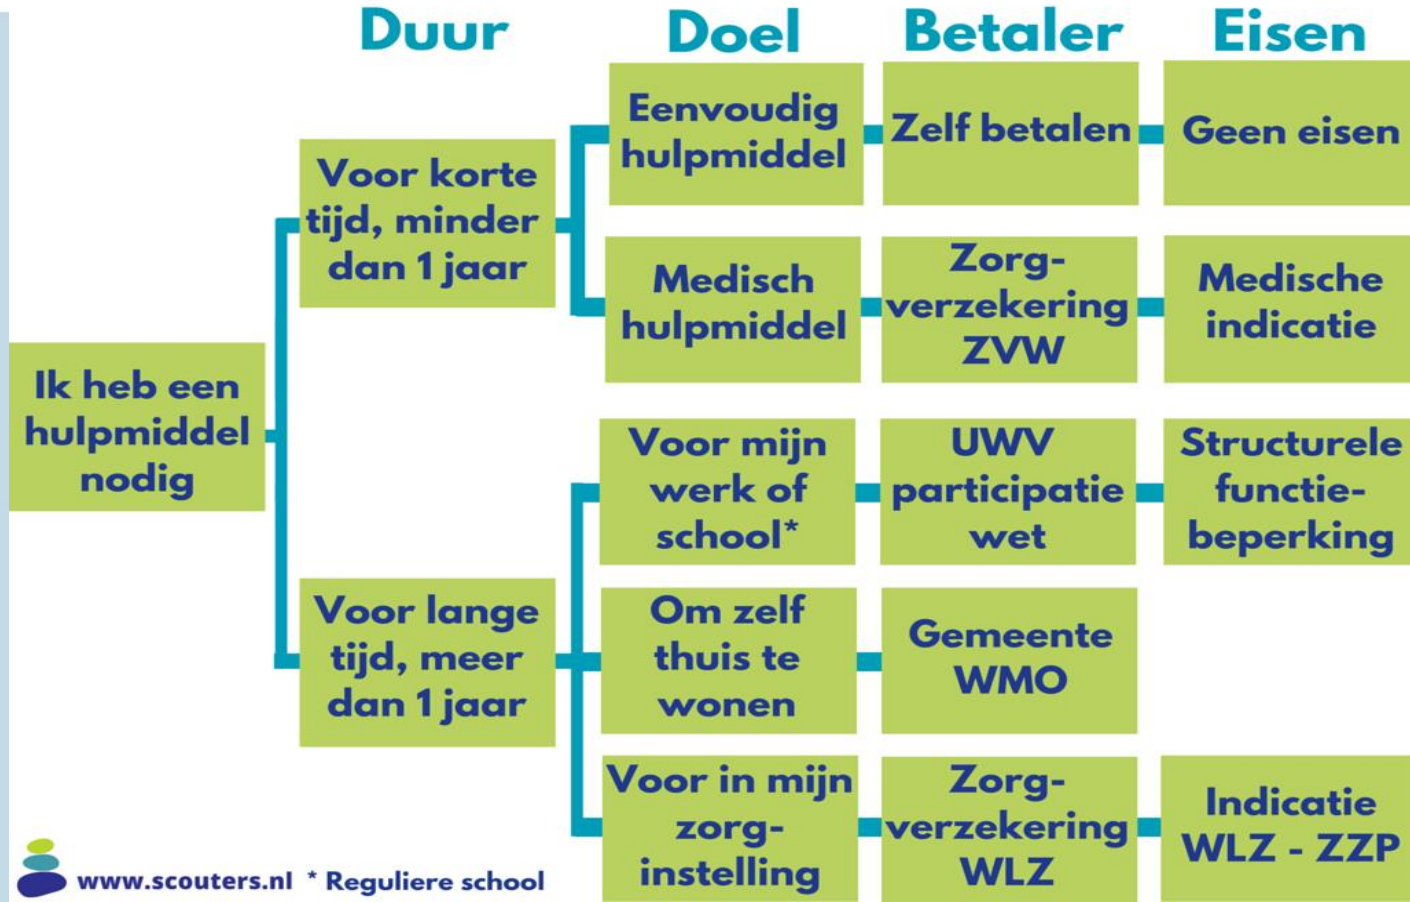 Duur
Doel
Betaler
Eisen
Ik heb een
hulpmiddel
nodig
Voor korte
tijd, minder
dan 1 jaar
Eenvoudig
hulpmiddel
Zelf betalen
Geen eisen
Medisch
hulpmiddel
Zorg-
verzekering
ZVW
Medische
indicatie
Voor lange
tijd, meer
dan 1 jaar
Voor mijn
werk of
school*
UWV
participatie
wet
Structurele
functie-
beperking
Om zelf
thuis te
wonen
Gemeente
WMO
Voor in mijn
zorg-
instelling
Zorg-
verzekering
WLZ
Indicatie
WLZ - ZZP
www.scouters.nl * Reguliere school